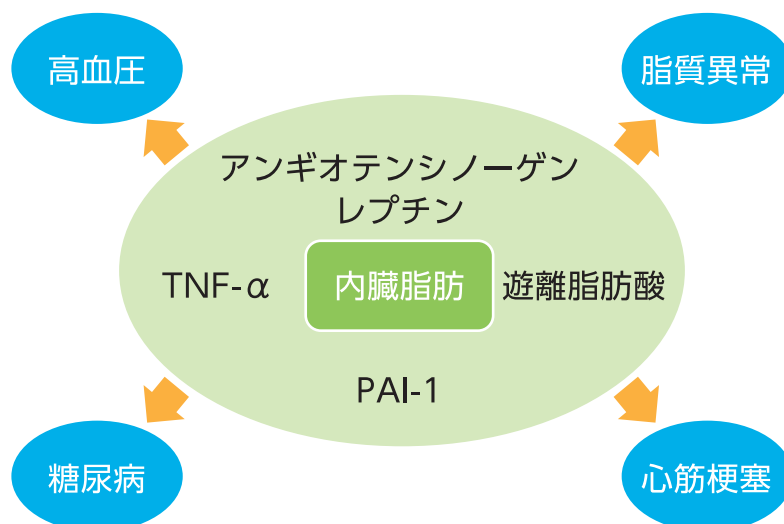 高血圧
脂質異常
アンギオテンシノーゲン
レプチン
TNF-α
内臓脂肪
遊離脂肪酸
PAI-1
糖尿病
心筋梗塞